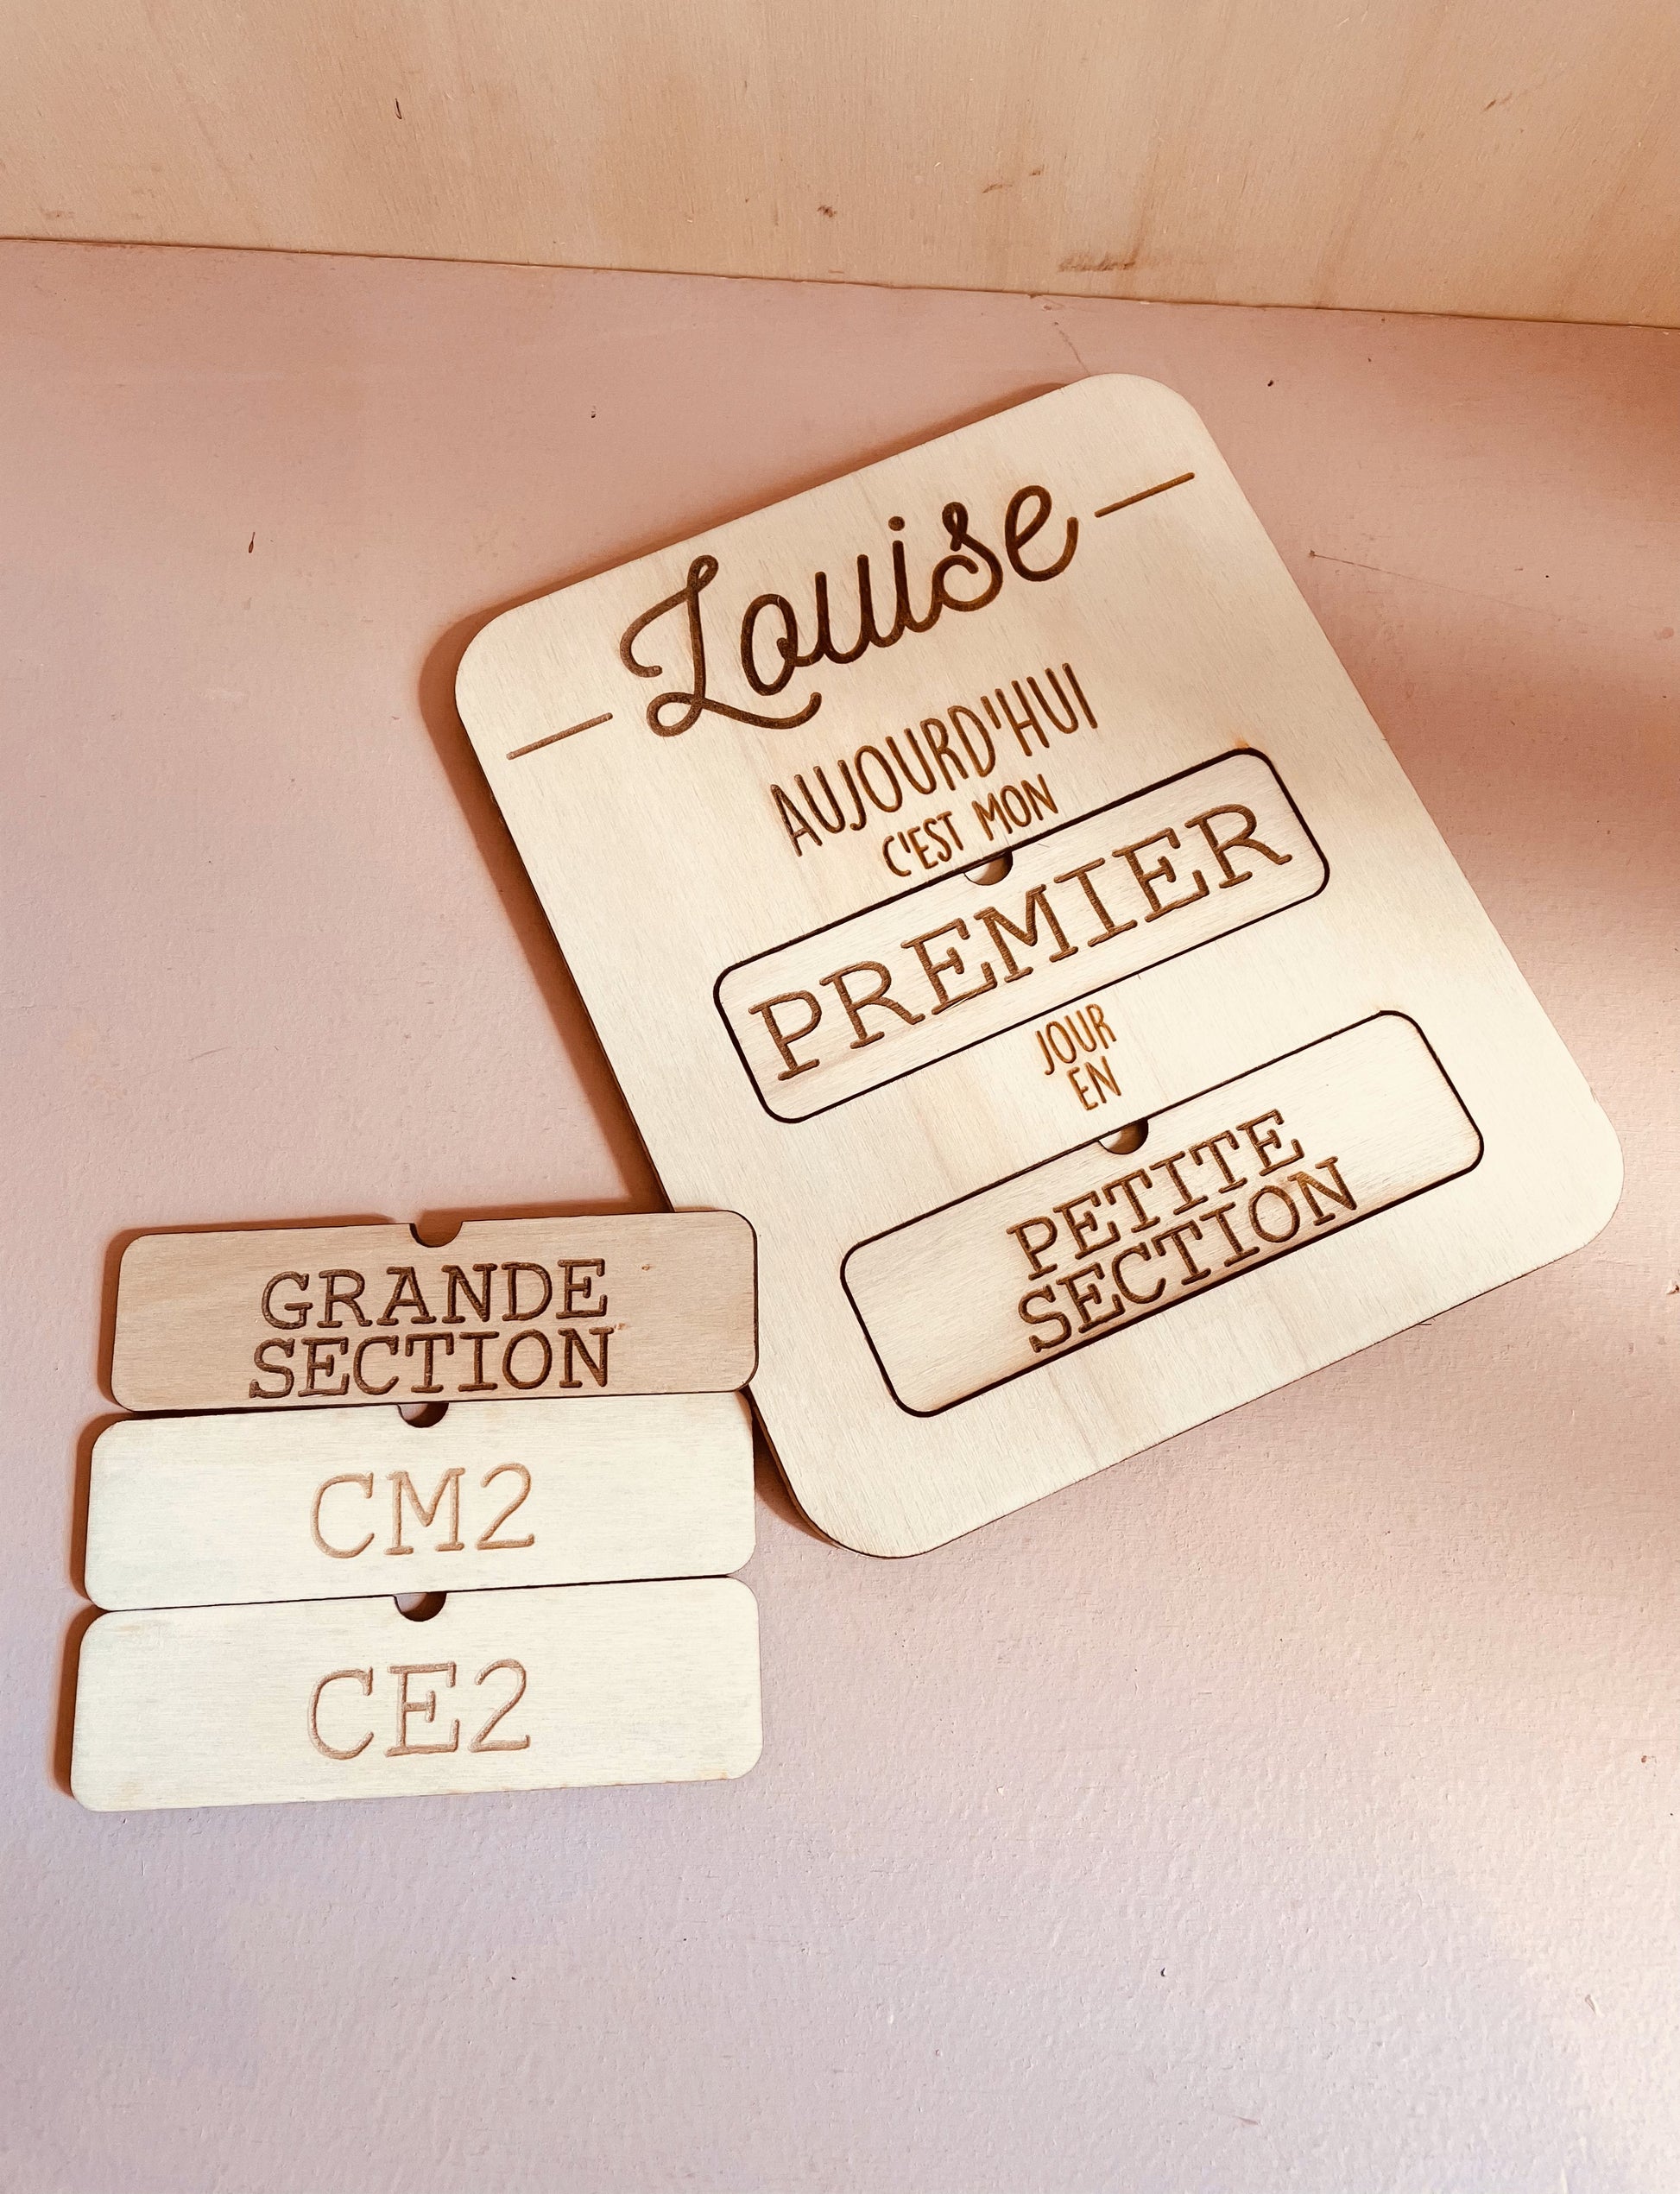 Louise
AUJOURD'HUI
C'EST MON
PREMIER
JOUR
EN
PETITE
SECTION
GRANDE
SECTION
CM2
CE2